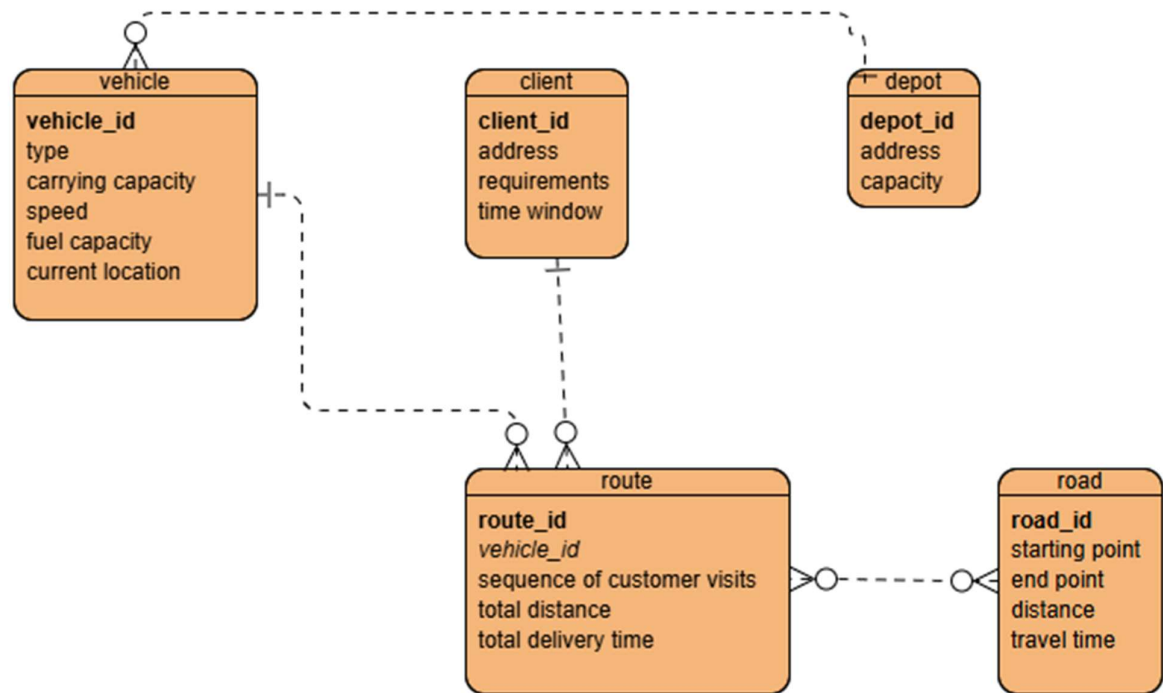 vehicle
vehicle_id
type
carrying capacity
speed
fuel capacity
current location
client
client_id
address
requirements
time window
depot
depot_id
address
capacity
route
route_id
vehicle_id
sequence of customer visits
total distance
total delivery time
road
road_id
starting point
end point
distance
travel time